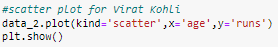 #scatter plot for Virat Kohli
data_2.plot(kind='scatter',x='age',y='runs')
plt.show()